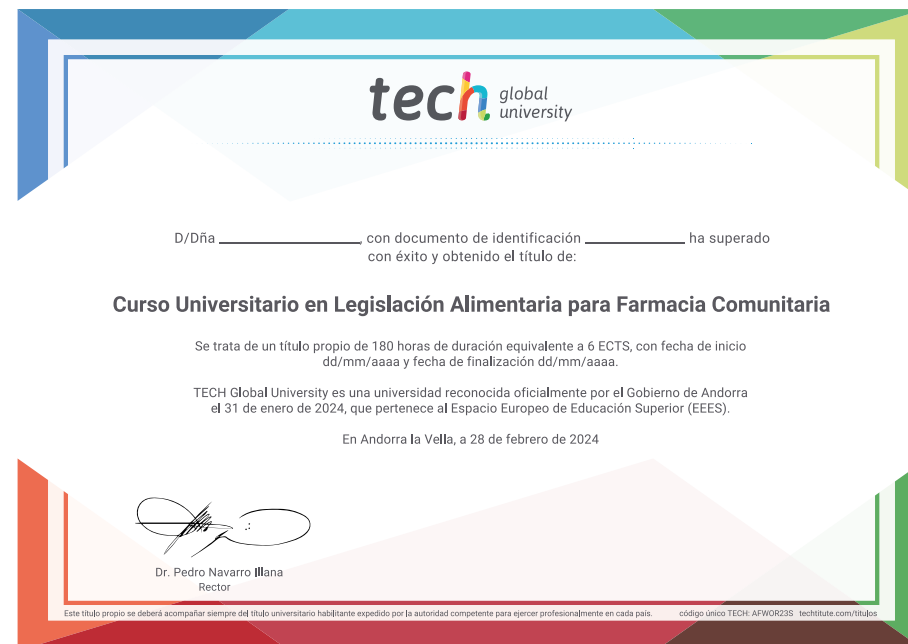 tech global
university
D/Dña ____________________, con documento de identificación ______________ ha superado
con éxito y obtenido el título de:
Curso Universitario en Legislación Alimentaria para Farmacia Comunitaria
Se trata de un título propio de 180 horas de duración equivalente a 6 ECTS, con fecha de inicio
dd/mm/aaaa y fecha de finalización dd/mm/aaaa.
TECH Global University es una universidad reconocida oficialmente por el Gobierno de Andorra
el 31 de enero de 2024, que pertenece al Espacio Europeo de Educación Superior (EEES).
En Andorra la Vella, a 28 de febrero de 2024
Dr. Pedro Navarro Illana
Rector
Este título propio se deberá acompañar siempre del título universitario habilitante expedido por la autoridad competente para ejercer profesionalmente en cada país. código único TECH: AFWOR23S techtitute.com/títulos